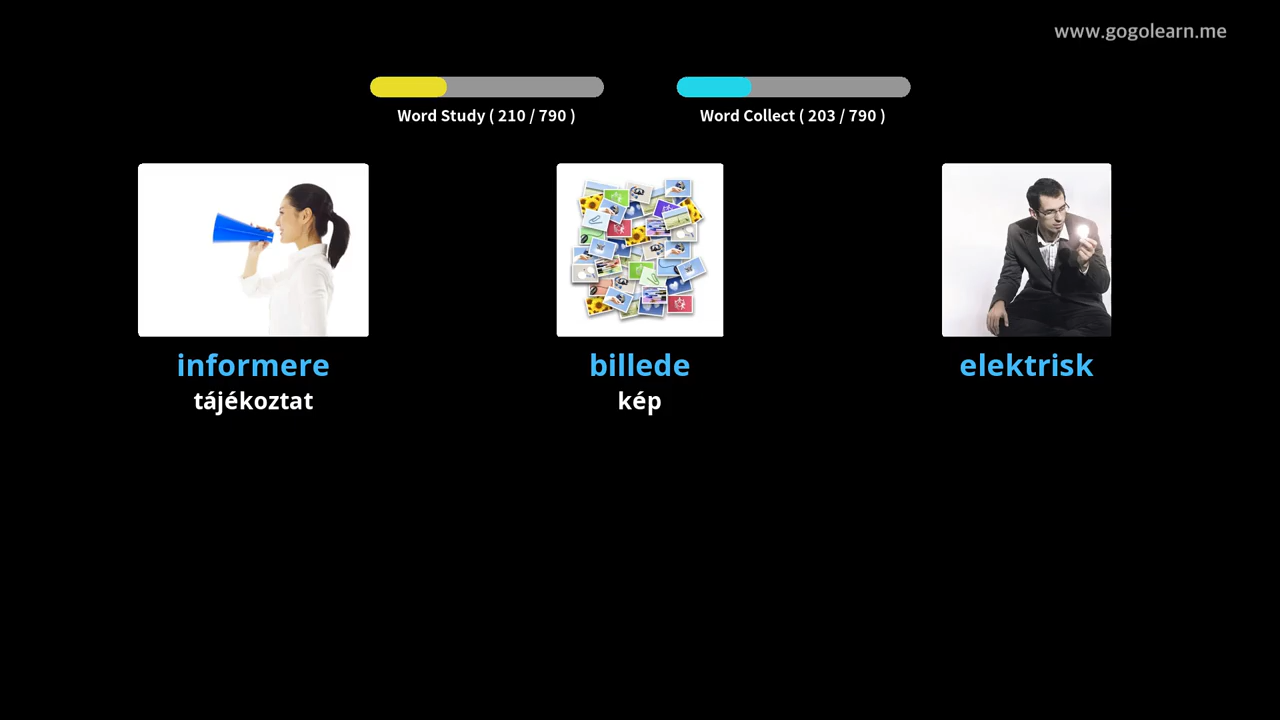 www.gogolearn.me
Word Study ( 210 / 790 )
Word Collect ( 203 / 790 )
informere
tájékoztat
billede
kép
elektrisk